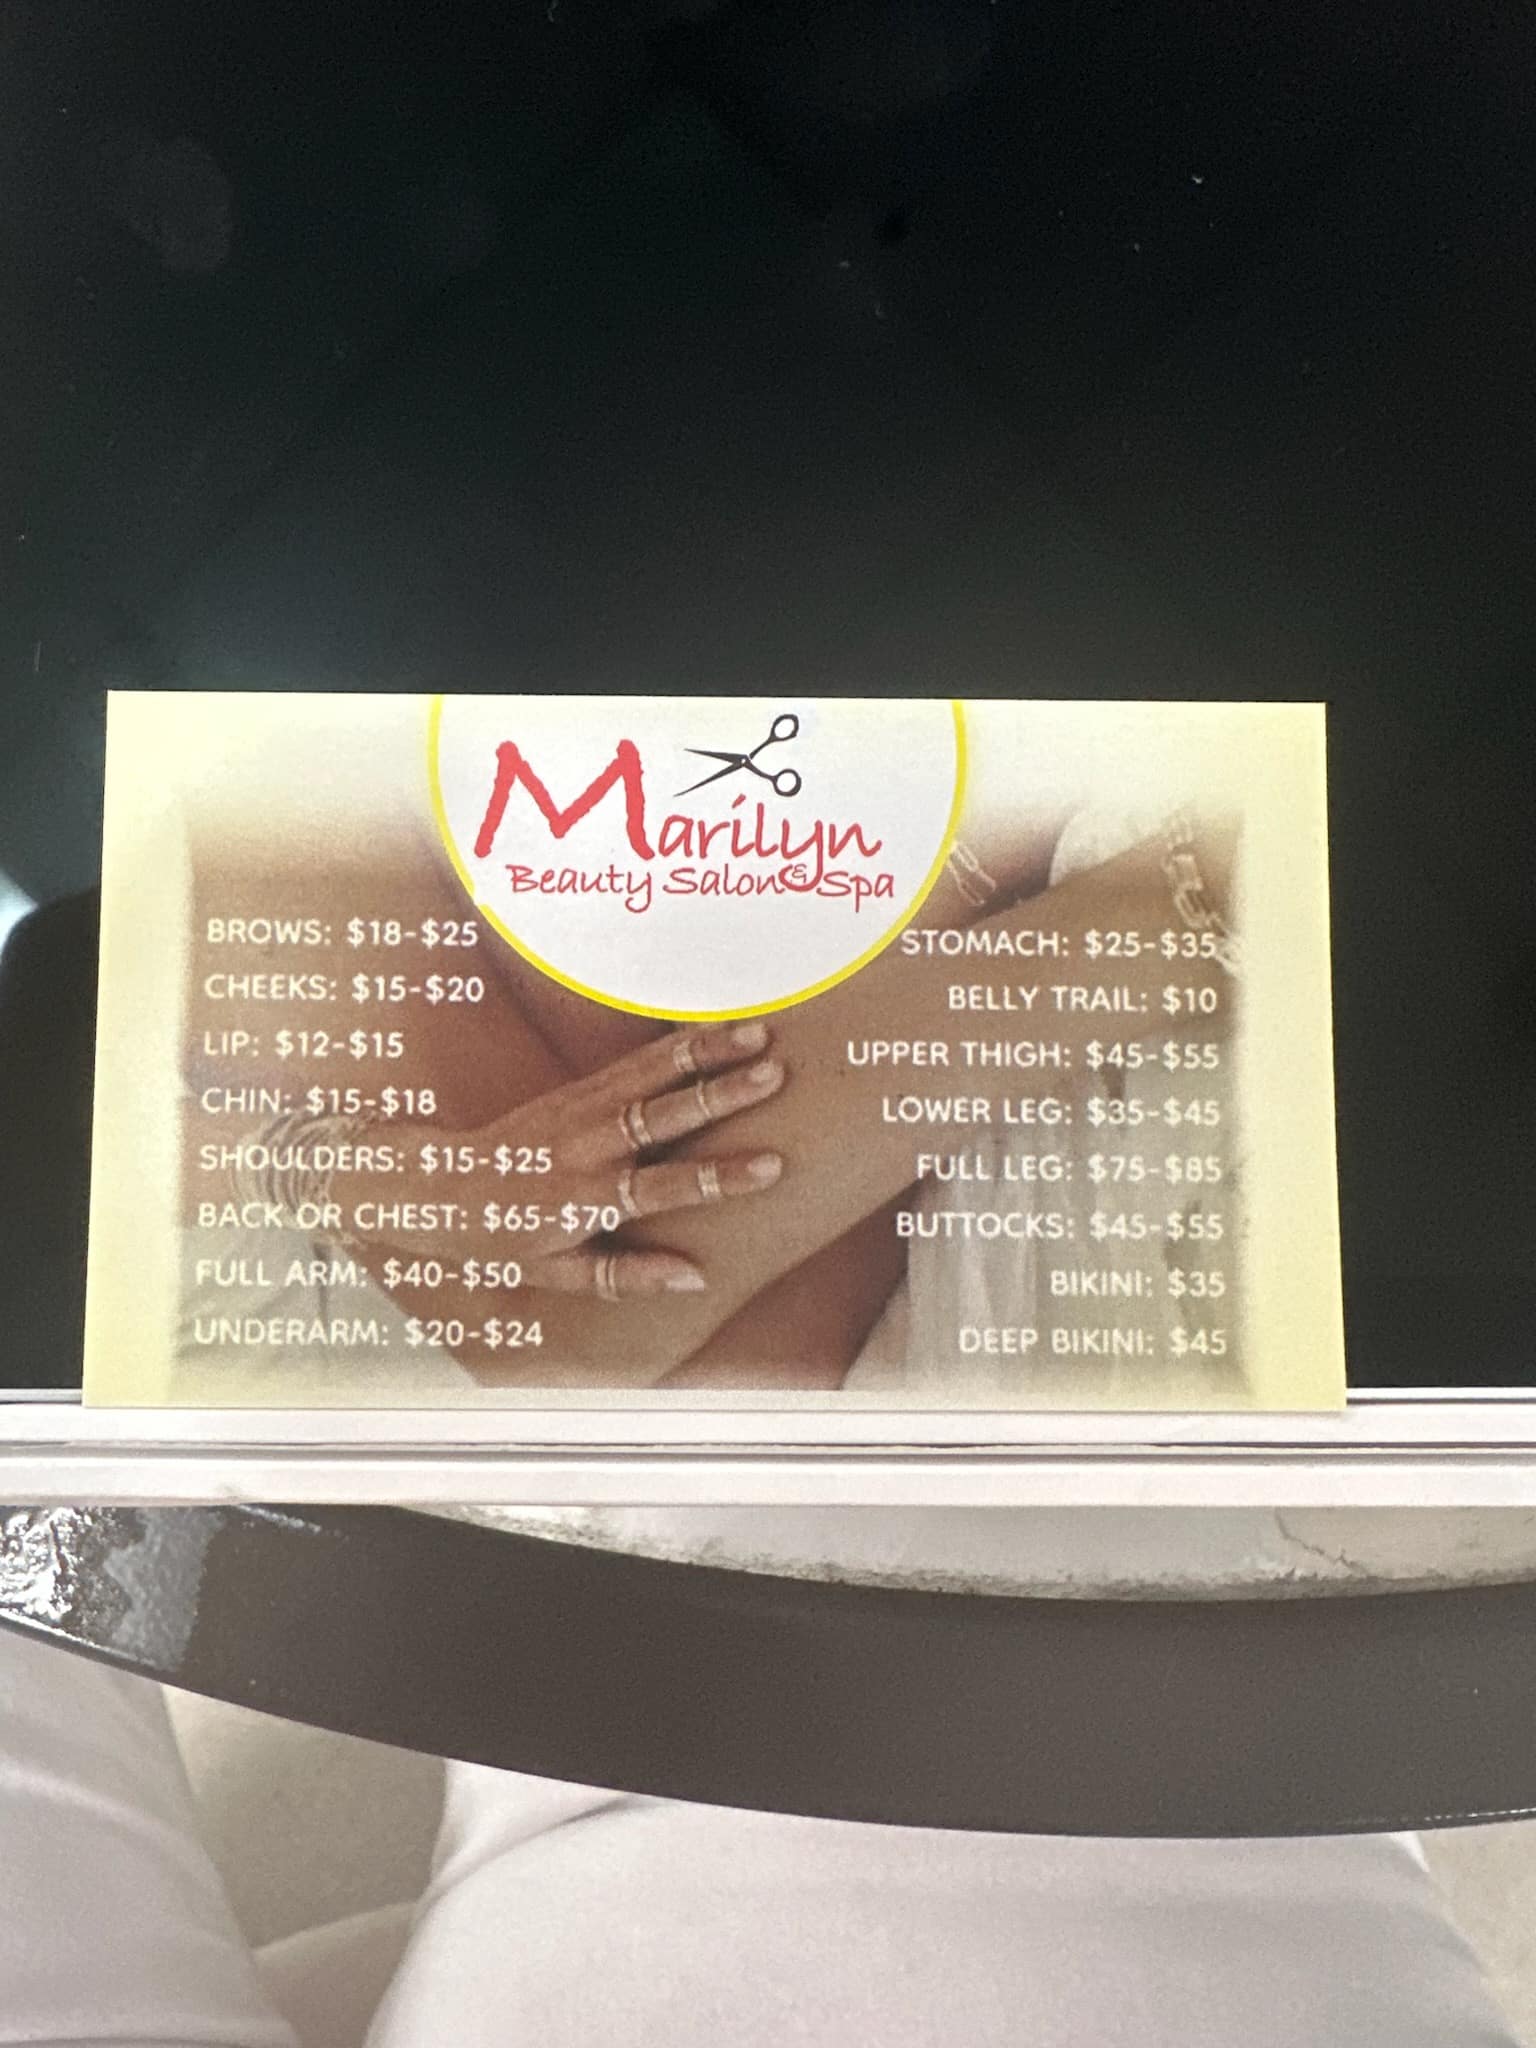 Marilyn
Beauty Salon & Spa
BROWS: $18-$25
CHEEKS: $15-$20
LIP: $12-$15
CHIN: $15-$18
SHOULDERS: $15-$25
BACK OR CHEST: $65-$70
FULL ARM: $40-$50
UNDERARM: $20-$24
STOMACH: $25-$35
BELLY TRAIL: $10
UPPER THIGH: $45-$55
LOWER LEG: $35-$45
FULL LEG: $75-$85
BUTTOCKS: $45-$55
BIKINI: $35
DEEP BIKINI: $45